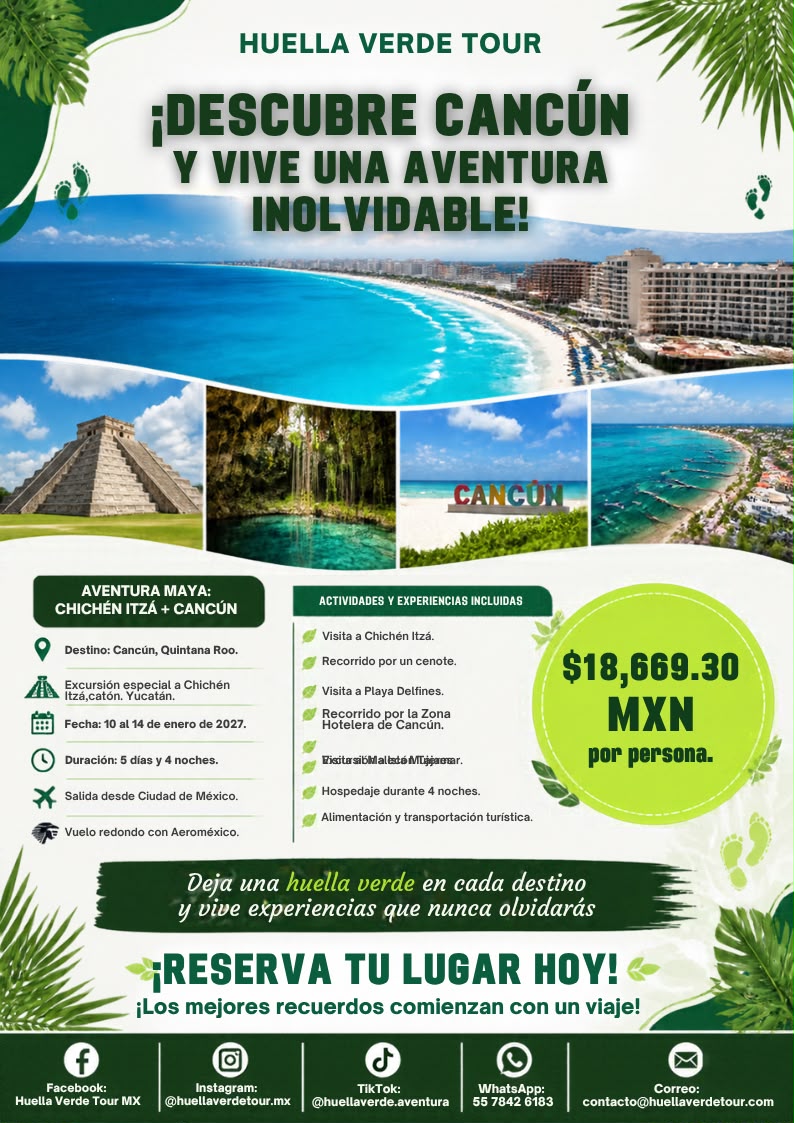 HUELLA VERDE TOUR
¡DESCUBRE CANCÚN
Y VIVE UNA AVENTURA
INOLVIDABLE!
CANCÚN
AVENTURA MAYA:
CHICHÉN ITZÁ + CANCÚN
Destino: Cancún, Quintana Roo.
Excursión especial a Chichén
Itzá,catón. Yucatán.
Fecha: 10 al 14 de enero de 2027.
Duración: 5 días y 4 noches.
Salida desde Ciudad de México.
Vuelo redondo con Aeroméxico.
ACTIVIDADES Y EXPERIENCIAS INCLUIDAS
Visita a Chichén Itzá.
Recorrido por un cenote.
Visita a Playa Delfines.
Recorrido por la Zona
Hotelera de Cancún.
Hospedaje durante 4 noches.
Alimentación y transportación turística.
$18,669.30
MXN
por persona.
Deja una huella verde en cada destino
y vive experiencias que nunca olvidarás
¡RESERVA TU LUGAR HOY!
¡Los mejores recuerdos comienzan con un viaje!
Facebook:
Huella Verde Tour MX
Instagram:
@huellaverdetour.mx
TikTok:
@huellaverde.aventura
WhatsApp:
55 7842 6183
Correo:
contacto@huellaverdetour.com